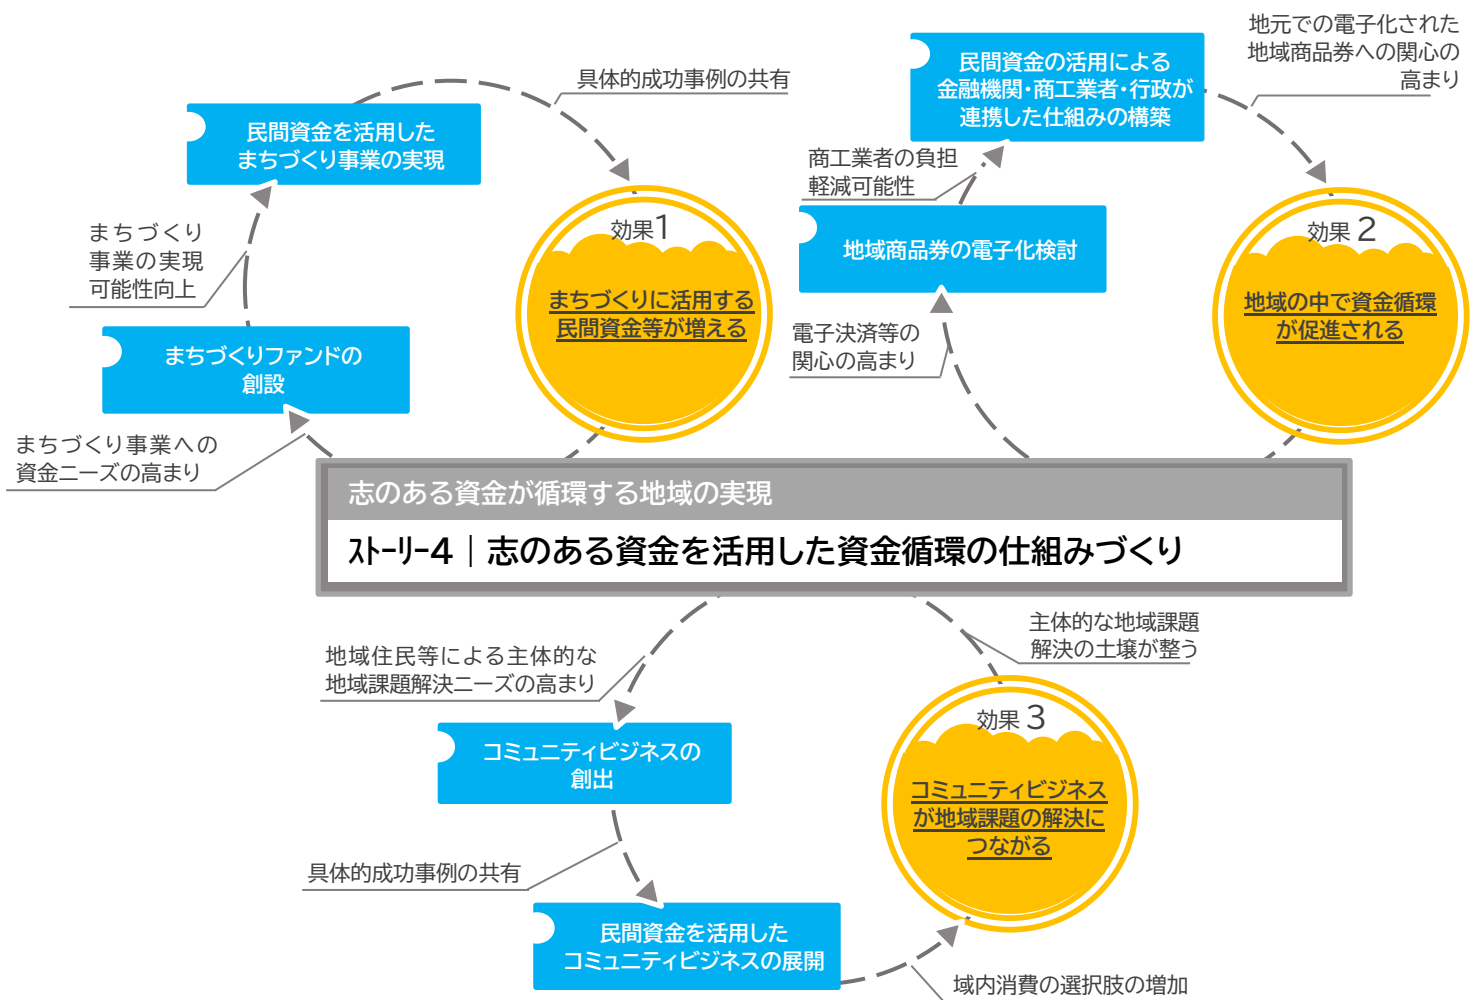 具体的成功事例の共有
民間資金を活用した
まちづくり事業の実現
まちづくり
事業の実現
可能性向上
まちづくりファンドの
創設
まちづくり事業への
資金ニーズの高まり
効果1
まちづくりに活用する
民間資金等が増える
地元での電子化された
地域商品券への関心の
高まり
民間資金の活用による
金融機関・商工業者・行政が
連携した仕組みの構築
商工業者の負担
軽減可能性
地域商品券の電子化検討
電子決済等の
関心の高まり
効果2
地域の中で資金循環
が促進される
志のある資金が循環する地域の実現
ｽﾄｰﾘｰ4｜志のある資金を活用した資金循環の仕組みづくり
地域住民等による主体的な
地域課題解決ニーズの高まり
コミュニティビジネスの
創出
具体的成功事例の共有
民間資金を活用した
コミュニティビジネスの展開
主体的な地域課題
解決の土壌が整う
効果3
コミュニティビジネス
が地域課題の解決に
つながる
域内消費の選択肢の増加